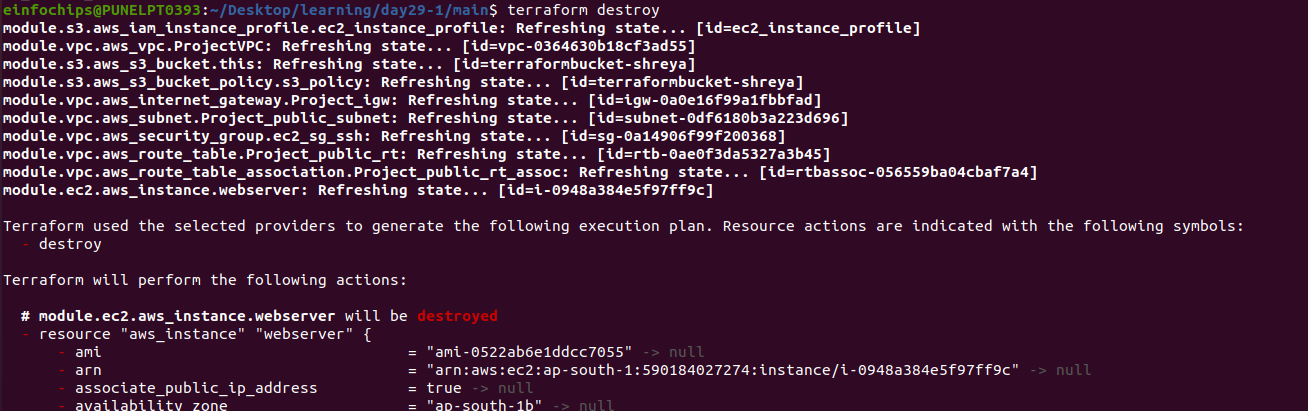 einfochips@PUNELPT0393:~/Desktop/learning/day29-1/main$ terraform destroy
module.s3.aws_iam_instance_profile.ec2_instance_profile: Refreshing state... [id=ec2_instance_profile]
module.vpc.aws_vpc.ProjectVPC: Refreshing state... [id=vpc-0364630b18cf3ad55]
module.s3.aws_s3_bucket.this: Refreshing state... [id=terraformbucket-shreya]
module.s3.aws_s3_bucket_policy.s3_policy: Refreshing state... [id=terraformbucket-shreya]
module.vpc.aws_internet_gateway.Project_igw: Refreshing state... [id=igw-0a0e16f99a1fbbfad]
module.vpc.aws_subnet.Project_public_subnet: Refreshing state... [id=subnet-0df6180b3a223d696]
module.vpc.aws_security_group.ec2_sg_ssh: Refreshing state... [id=sg-0a14906f99f200368]
module.vpc.aws_route_table.Project_public_rt: Refreshing state... [id=rtb-0ae0f3da5327a3b45]
module.vpc.aws_route_table_association.Project_public_rt_assoc: Refreshing state... [id=rtbassoc-056559ba04cbaf7a4]
module.ec2.aws_instance.webserver: Refreshing state... [id=i-0948a384e5f97ff9c]
Terraform used the selected providers to generate the following execution plan. Resource actions are indicated with the following symbols:
- destroy
Terraform will perform the following actions:
# module.ec2.aws_instance.webserver will be destroyed
- resource "aws_instance" "webserver" {
- ami = "ami-0522ab6e1ddcc7055" -> null
- arn = "arn:aws:ec2:ap-south-1:590184027274:instance/i-0948a384e5f97ff9c" -> null
- associate_public_ip_address = true -> null
- availability_zone = "ap-south-1b" -> null